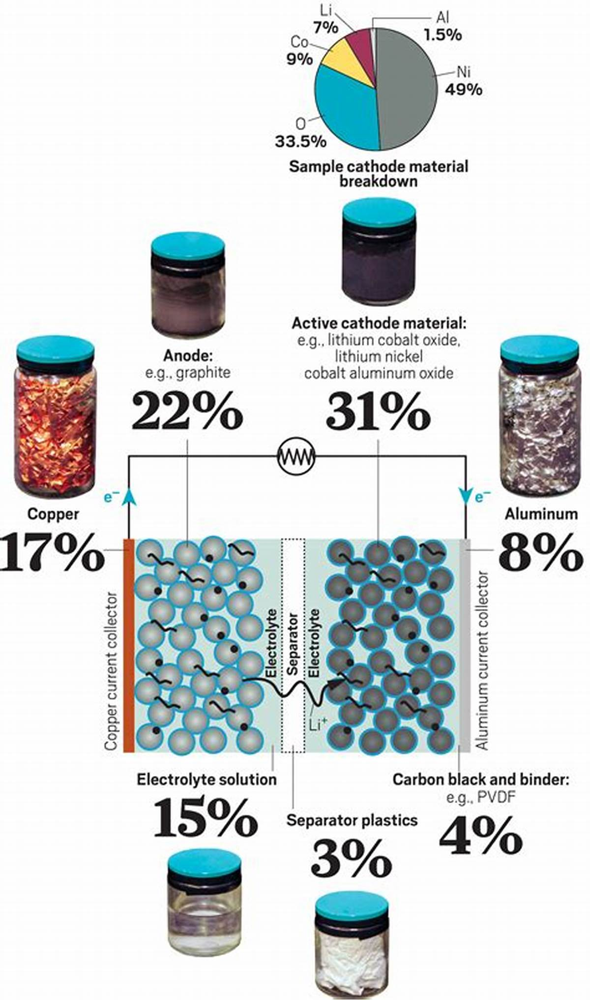 Li
7%
Al
1.5%
Co
9%
Ni
49%
O
33.5%
Sample cathode material
breakdown
Active cathode material:
e.g., lithium cobalt oxide,
lithium nickel
cobalt aluminum oxide
31%
Anode:
e.g., graphite
22%
Copper
17%
e⁻
e⁻
Aluminum
8%
Copper current collector
Electrolyte
Separator
Electrolyte
Li⁺
Aluminum current collector
Electrolyte solution
15%
Separator plastics
3%
Carbon black and binder:
e.g., PVDF
4%